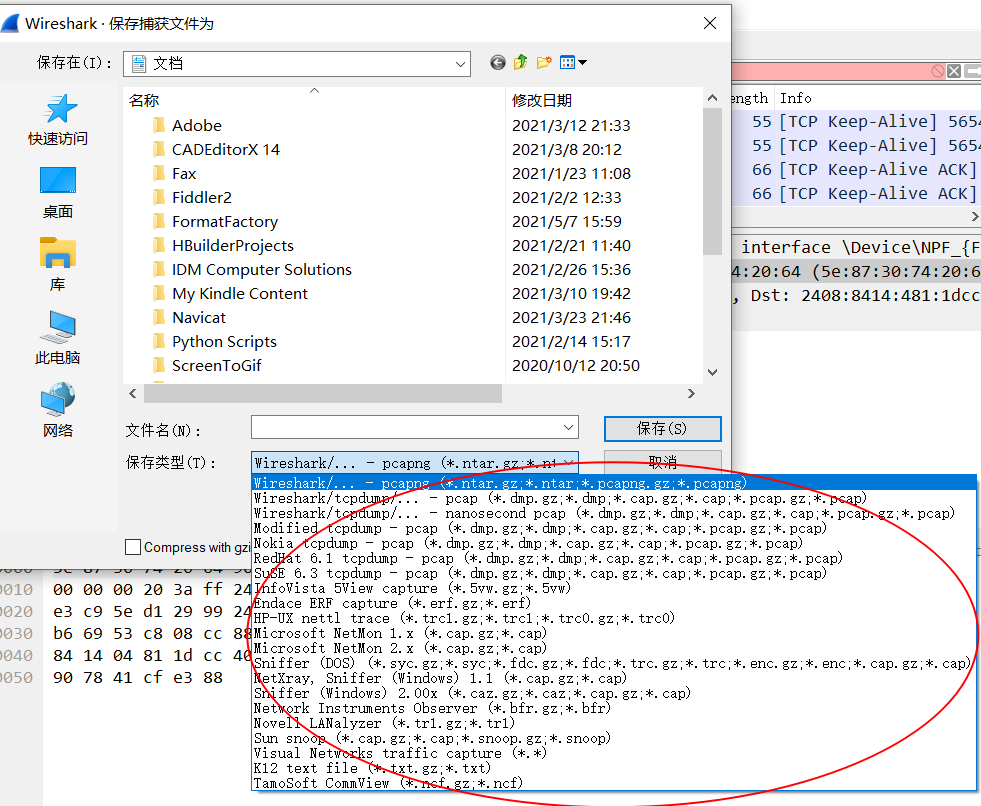 Wireshark · 保存捕获文件为
保存在(I):
文档
快速访问
桌面
库
此电脑
网络
名称
修改日期
Adobe 2021/3/12 21:33
CADEditorX 14 2021/3/8 20:12
Fax 2021/1/23 11:08
Fiddler2 2021/2/2 12:33
FormatFactory 2021/5/7 15:59
HBuilderProjects 2021/2/21 11:40
IDM Computer Solutions 2021/2/26 15:36
My Kindle Content 2021/3/10 19:42
Navicat 2021/3/23 21:46
Python Scripts 2021/2/14 15:17
ScreenToGif 2020/10/12 20:50
文件名(N):
保存(S)
保存类型(T):
Wireshark/... - pcapng (*.ntar.gz;*.nt
取消
Wireshark/... - pcapng (*.ntar.gz;*.ntar;*.pcapng.gz;*.pcapng)
Wireshark/tcpdump/... - pcap (*.dmp.gz;*.dmp;*.cap.gz;*.cap;*.pcap.gz;*.pcap)
Wireshark/tcpdump/... - nanosecond pcap (*.dmp.gz;*.dmp;*.cap.gz;*.cap;*.pcap.gz;*.pcap)
Modified tcpdump - pcap (*.dmp.gz;*.dmp;*.cap.gz;*.cap;*.pcap.gz;*.pcap)
Nokia tcpdump - pcap (*.dmp.gz;*.dmp;*.cap.gz;*.cap;*.pcap.gz;*.pcap)
RedHat 6.1 tcpdump - pcap (*.dmp.gz;*.dmp;*.cap.gz;*.cap;*.pcap.gz;*.pcap)
SuSE 6.3 tcpdump - pcap (*.dmp.gz;*.dmp;*.cap.gz;*.cap;*.pcap.gz;*.pcap)
InfoVista 5View capture (*.5vw.gz;*.5vw)
Endace ERF capture (*.erf.gz;*.erf)
HP-UX nettl trace (*.trc1.gz;*.trc1;*.trc0.gz;*.trc0)
Microsoft NetMon 1.x (*.cap.gz;*.cap)
Microsoft NetMon 2.x (*.cap.gz;*.cap)
Sniffer (DOS) (*.syc.gz;*.syc;*.fdc.gz;*.fdc;*.trc.gz;*.trc;*.enc.gz;*.enc;*.cap.gz;*.cap)
NetXray, Sniffer (Windows) 1.1 (*.cap.gz;*.cap)
Sniffer (Windows) 2.00x (*.caz.gz;*.caz;*.cap.gz;*.cap)
Network Instruments Observer (*.bfr.gz;*.bfr)
Novell LANalyzer (*.tr1.gz;*.tr1)
Sun snoop (*.cap.gz;*.cap;*.snoop.gz;*.snoop)
Visual Networks traffic capture (*.*)
K12 text file (*.txt.gz;*.txt)
TamoSoft CommView (*.ncf.gz;*.ncf)
Compress with gzi
ength Info
55 [TCP Keep-Alive] 5654
55 [TCP Keep-Alive] 5654
66 [TCP Keep-Alive ACK]
66 [TCP Keep-Alive ACK]
interface \Device\NPF_{F
4:20:64 (5e:87:30:74:20:6
, Dst: 2408:8414:481:1dcc
0010 00 00 00 20 3a ff 24
0020 e3 c9 5e d1 29 99 24
0030 b6 69 53 c8 08 cc 88
0040 84 14 04 81 1d cc 40
0050 90 78 41 cf e3 88